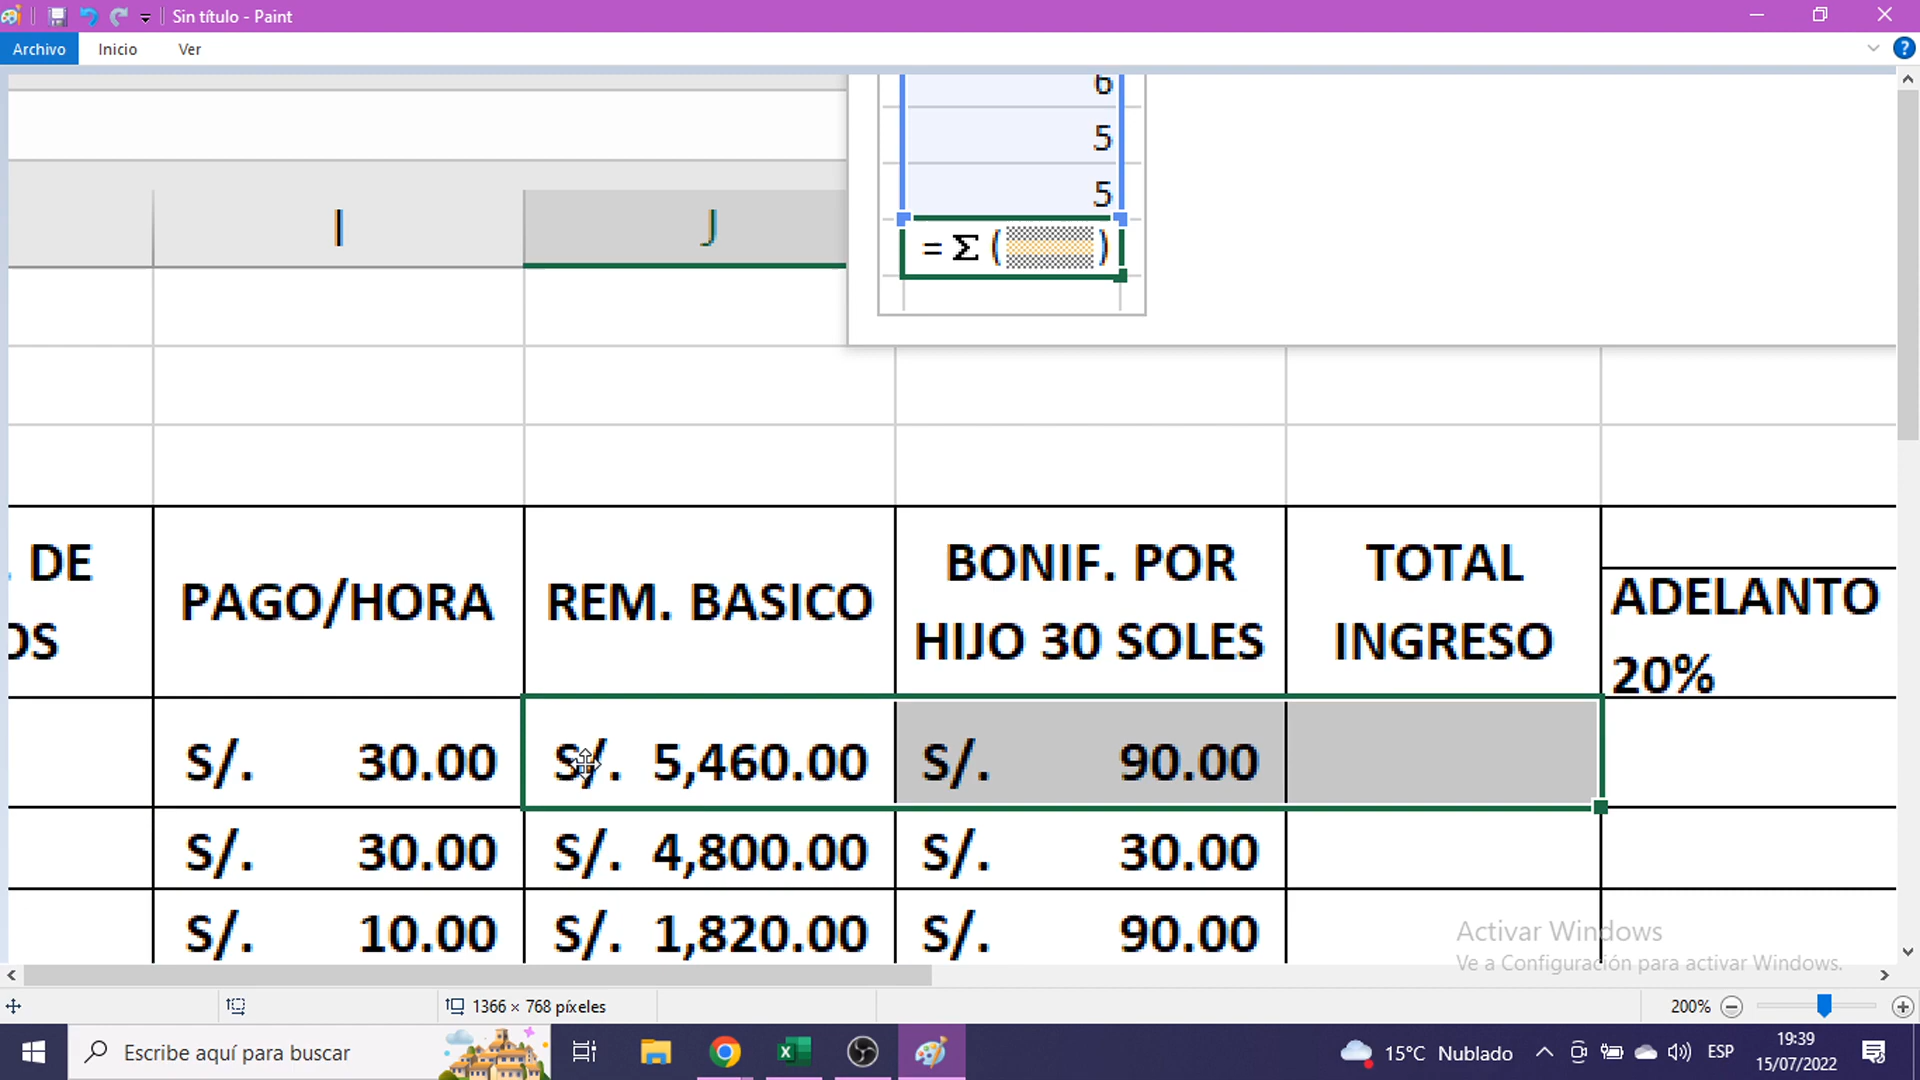 Sin título - Paint
Archivo Inicio Ver
6
5
5
= Σ ( )
I J
. DE
OS
PAGO/HORA
REM. BASICO
BONIF. POR
HIJO 30 SOLES
TOTAL
INGRESO
ADELANTO
20%
S/. 30.00 S/. 5,460.00 S/. 90.00
S/. 30.00 S/. 4,800.00 S/. 30.00
S/. 10.00 S/. 1,820.00 S/. 90.00
Activar Windows
Ve a Configuración para activar Windows.
1366 × 768 píxeles 200%
Escribe aquí para buscar
15°C Nublado ESP
19:39
15/07/2022